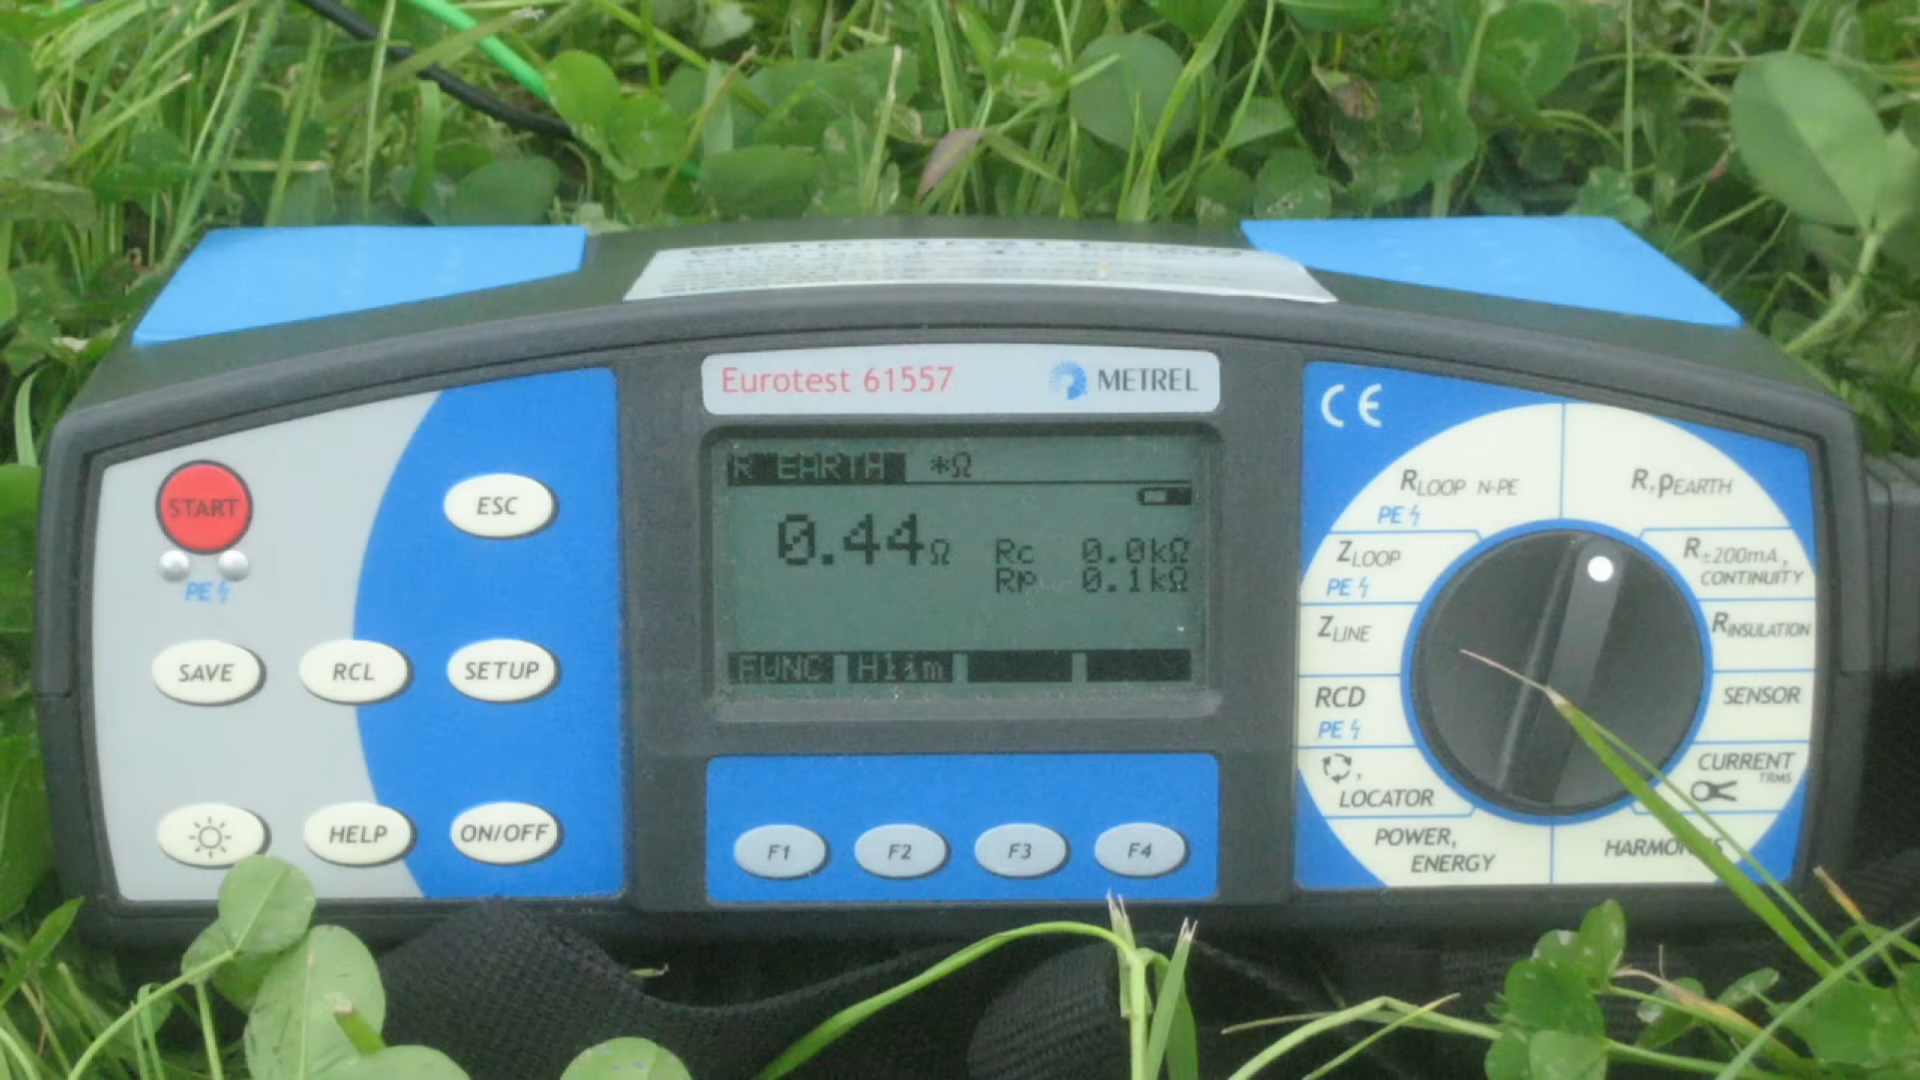 Eurotest 61557 METREL
R EARTH *Ω
0.44Ω Rc 0.0kΩ
Rp 0.1kΩ
FUNC Hlim
START
PE
ESC
SAVE RCL SETUP
HELP ON/OFF
F1 F2 F3 F4
CE
RLOOP N-PE
PE
R,ρEARTH
ZLOOP
PE
R±200mA,
CONTINUITY
ZLINE
RINSULATION
RCD
PE
SENSOR
,
LOCATOR
CURRENT
TRMS
POWER,
ENERGY
HARMONICS